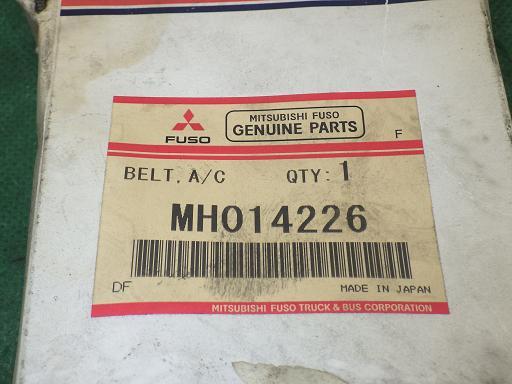 MITSUBISHI FUSO
GENUINE PARTS
FUSO
F
BELT, A/C QTY: 1
MH014226
DF
MADE IN JAPAN
MITSUBISHI FUSO TRUCK & BUS CORPORATION